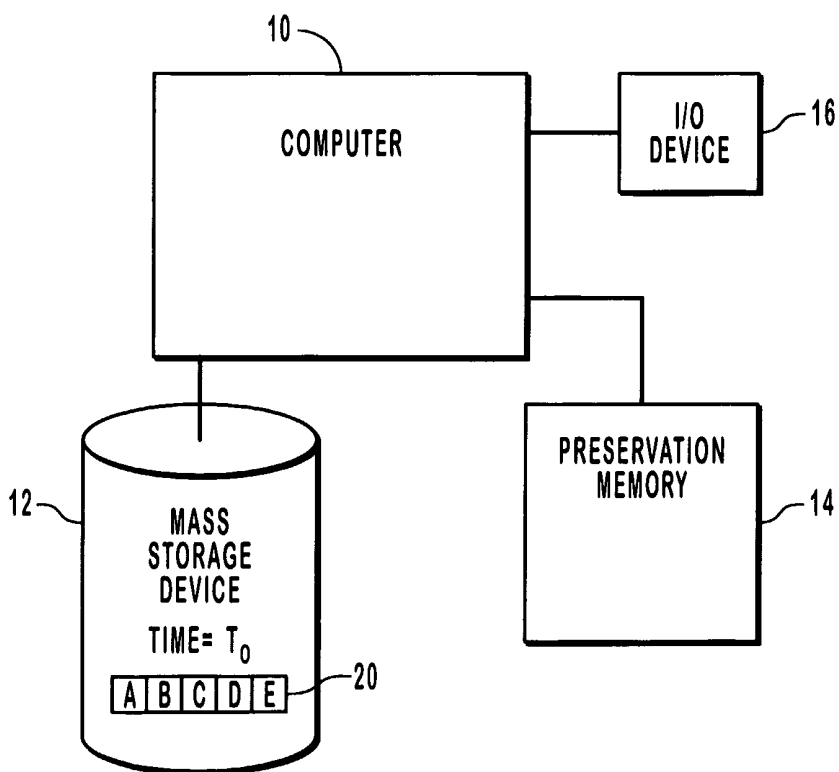 10
COMPUTER
I/O
DEVICE
16
PRESERVATION
MEMORY
14
12
MASS
STORAGE
DEVICE
TIME= T₀
A B C D E
20